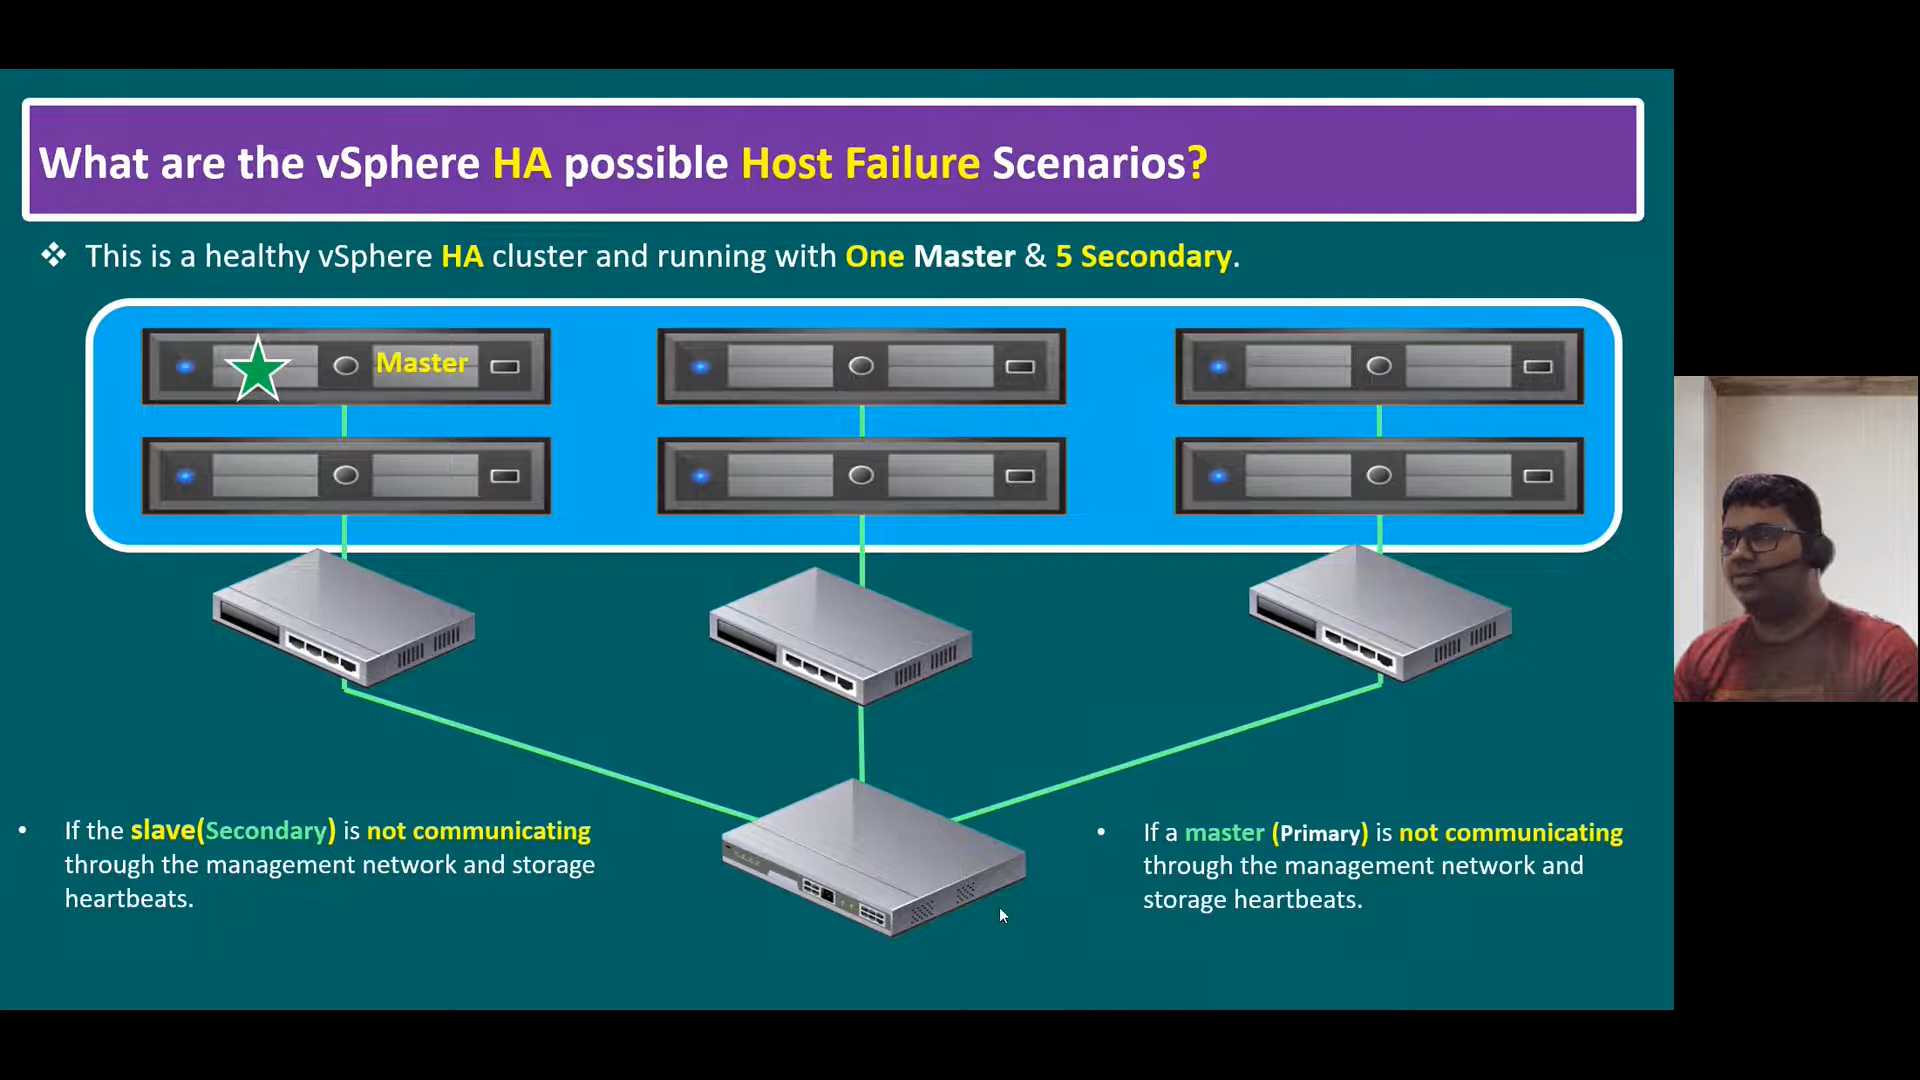 What are the vSphere HA possible Host Failure Scenarios?
❖ This is a healthy vSphere HA cluster and running with One Master & 5 Secondary.
Master
• If the slave(Secondary) is not communicating
through the management network and storage
heartbeats.
• If a master (Primary) is not communicating
through the management network and
storage heartbeats.